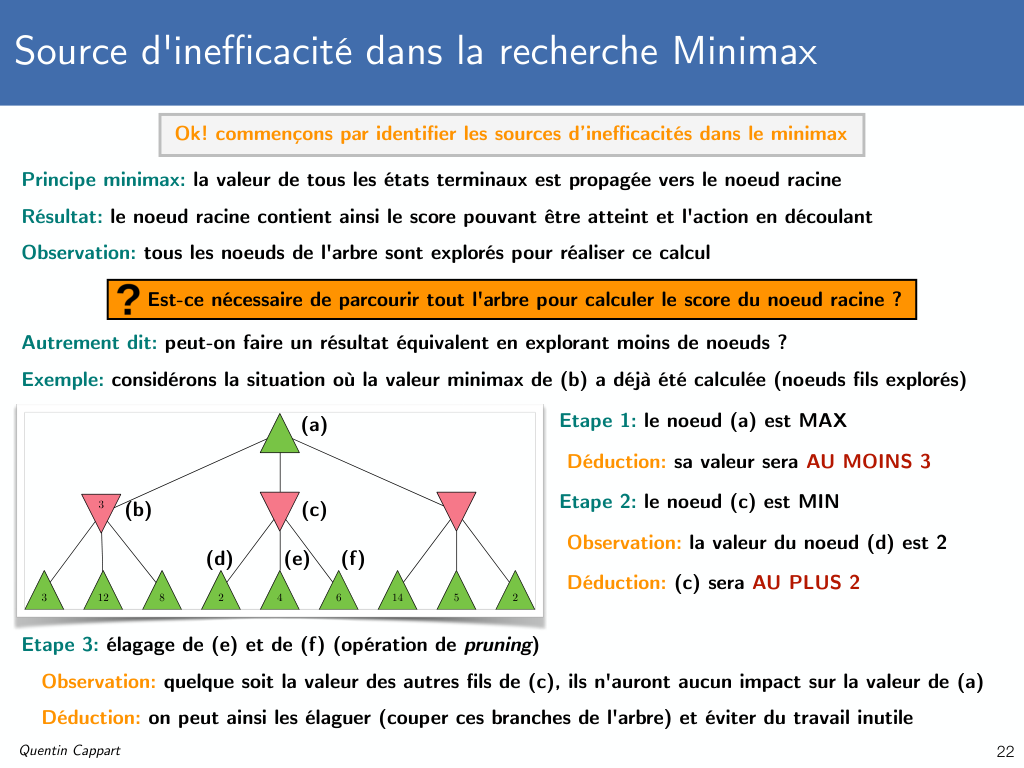 Source d'inefficacité dans la recherche Minimax
Ok! commençons par identifier les sources d'inefficacités dans le minimax
Principe minimax: la valeur de tous les états terminaux est propagée vers le noeud racine
Résultat: le noeud racine contient ainsi le score pouvant être atteint et l'action en découlant
Observation: tous les noeuds de l'arbre sont explorés pour réaliser ce calcul
? Est-ce nécessaire de parcourir tout l'arbre pour calculer le score du noeud racine ?
Autrement dit: peut-on faire un résultat équivalent en explorant moins de noeuds ?
Exemple: considérons la situation où la valeur minimax de (b) a déjà été calculée (noeuds fils explorés)
(a)
3 (b) (c)
(d) (e) (f)
3 12 8 2 4 6 14 5 2
Etape 1: le noeud (a) est MAX
Déduction: sa valeur sera AU MOINS 3
Etape 2: le noeud (c) est MIN
Observation: la valeur du noeud (d) est 2
Déduction: (c) sera AU PLUS 2
Etape 3: élagage de (e) et de (f) (opération de pruning)
Observation: quelque soit la valeur des autres fils de (c), ils n'auront aucun impact sur la valeur de (a)
Déduction: on peut ainsi les élaguer (couper ces branches de l'arbre) et éviter du travail inutile
Quentin Cappart
22